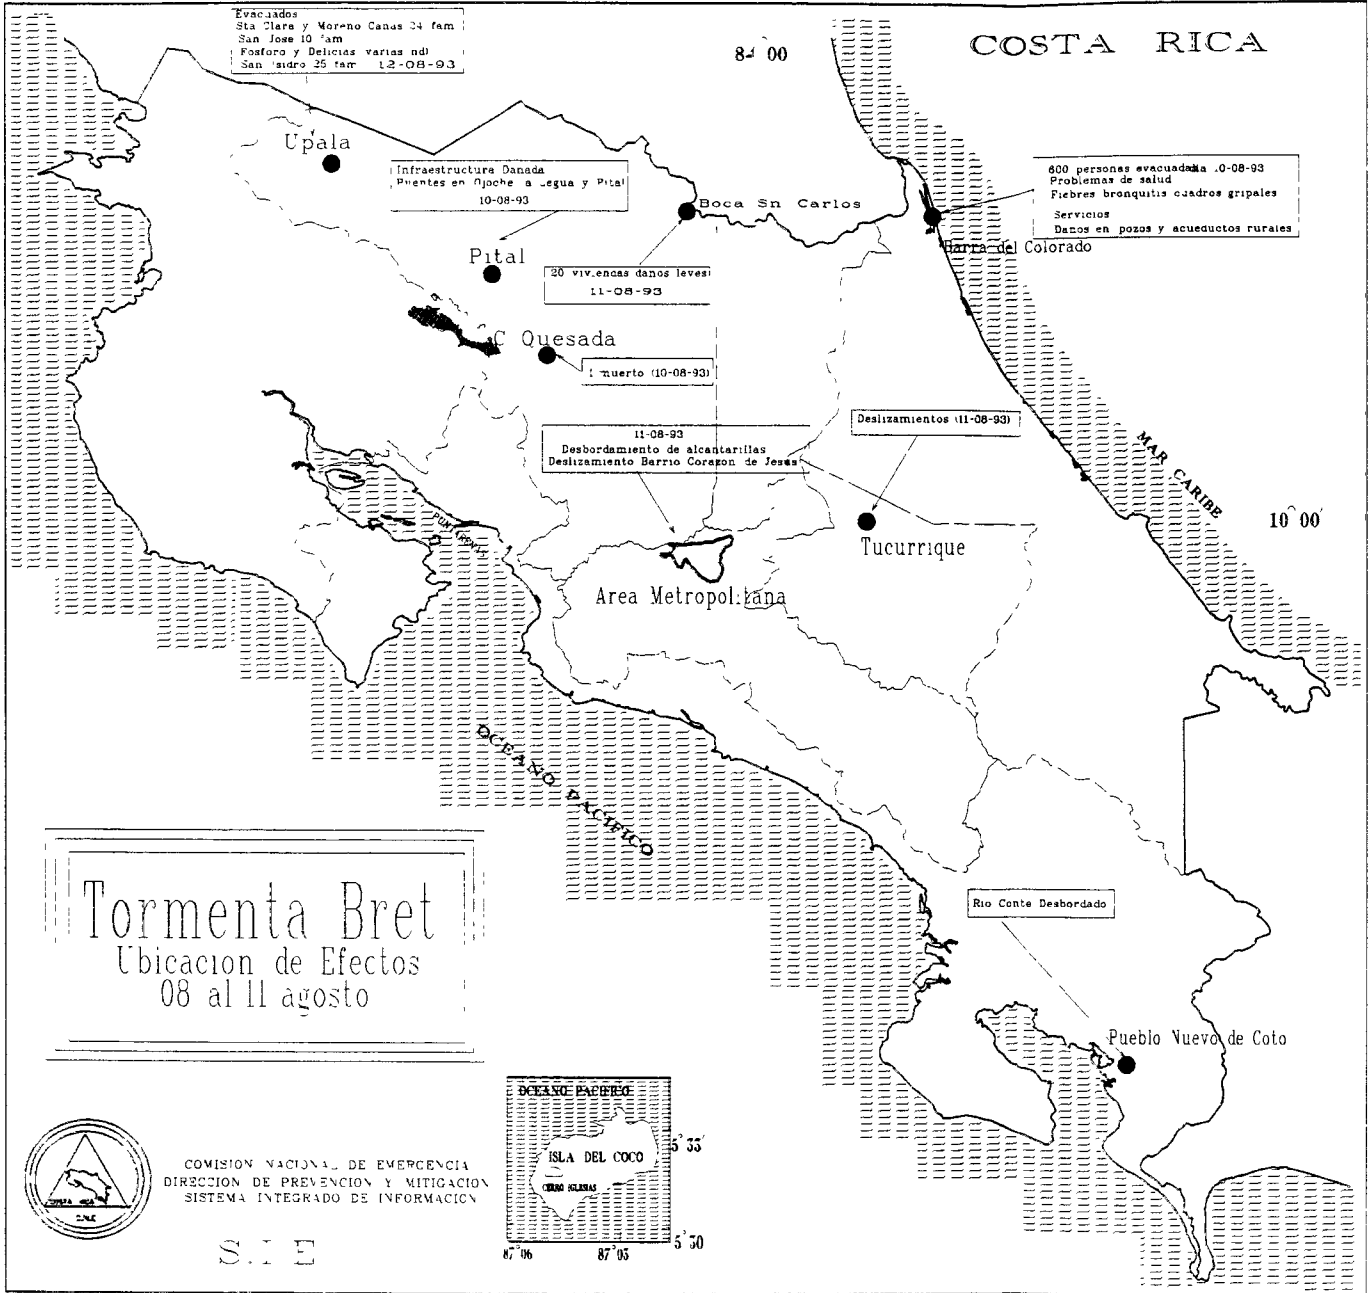 Evacuados
Sta Clara y Moreno Canas 24 fam
San Jose 10 fam
Fosforo y Delicias varias nd)
San Isidro 25 fam 12-08-93
84 00
COSTA RICA
Upala
Infraestructura Danada
Puentes en Ojoche a Legua y Pital
10-08-93
Boca Sn Carlos
600 personas evacuadas
Problemas de salud
Fiebres bronquitis cuadros gripales
Servicios
Danos en pozos y acueductos rurales
Barra del Colorado
Pital
20 viviendas danos leves
11-08-93
C Quesada
1 muerto (10-08-93)
11-08-93
Desbordamiento de alcantarillas
Deslizamiento Barrio Corazon de Jesus
Deslizamientos (11-08-93)
MAR CARIBE
10° 00'
PUNTARENAS
Tucurrique
Area Metropolitana
OCEANO PACIFICO
Tormenta Bret
Ubicacion de Efectos
08 al 11 agosto
Rio Conte Desbordado
Pueblo Nuevo de Coto
OCEANO PACIFICO
ISLA DEL COCO
CERRO IGLESIAS
5° 33'
5° 30
87° 06
87° 03
COSTA RICA
C.N.E
COMISION NACIONAL DE EMERGENCIA
DIRECCION DE PREVENCION Y MITIGACION
SISTEMA INTEGRADO DE INFORMACION
S.I E